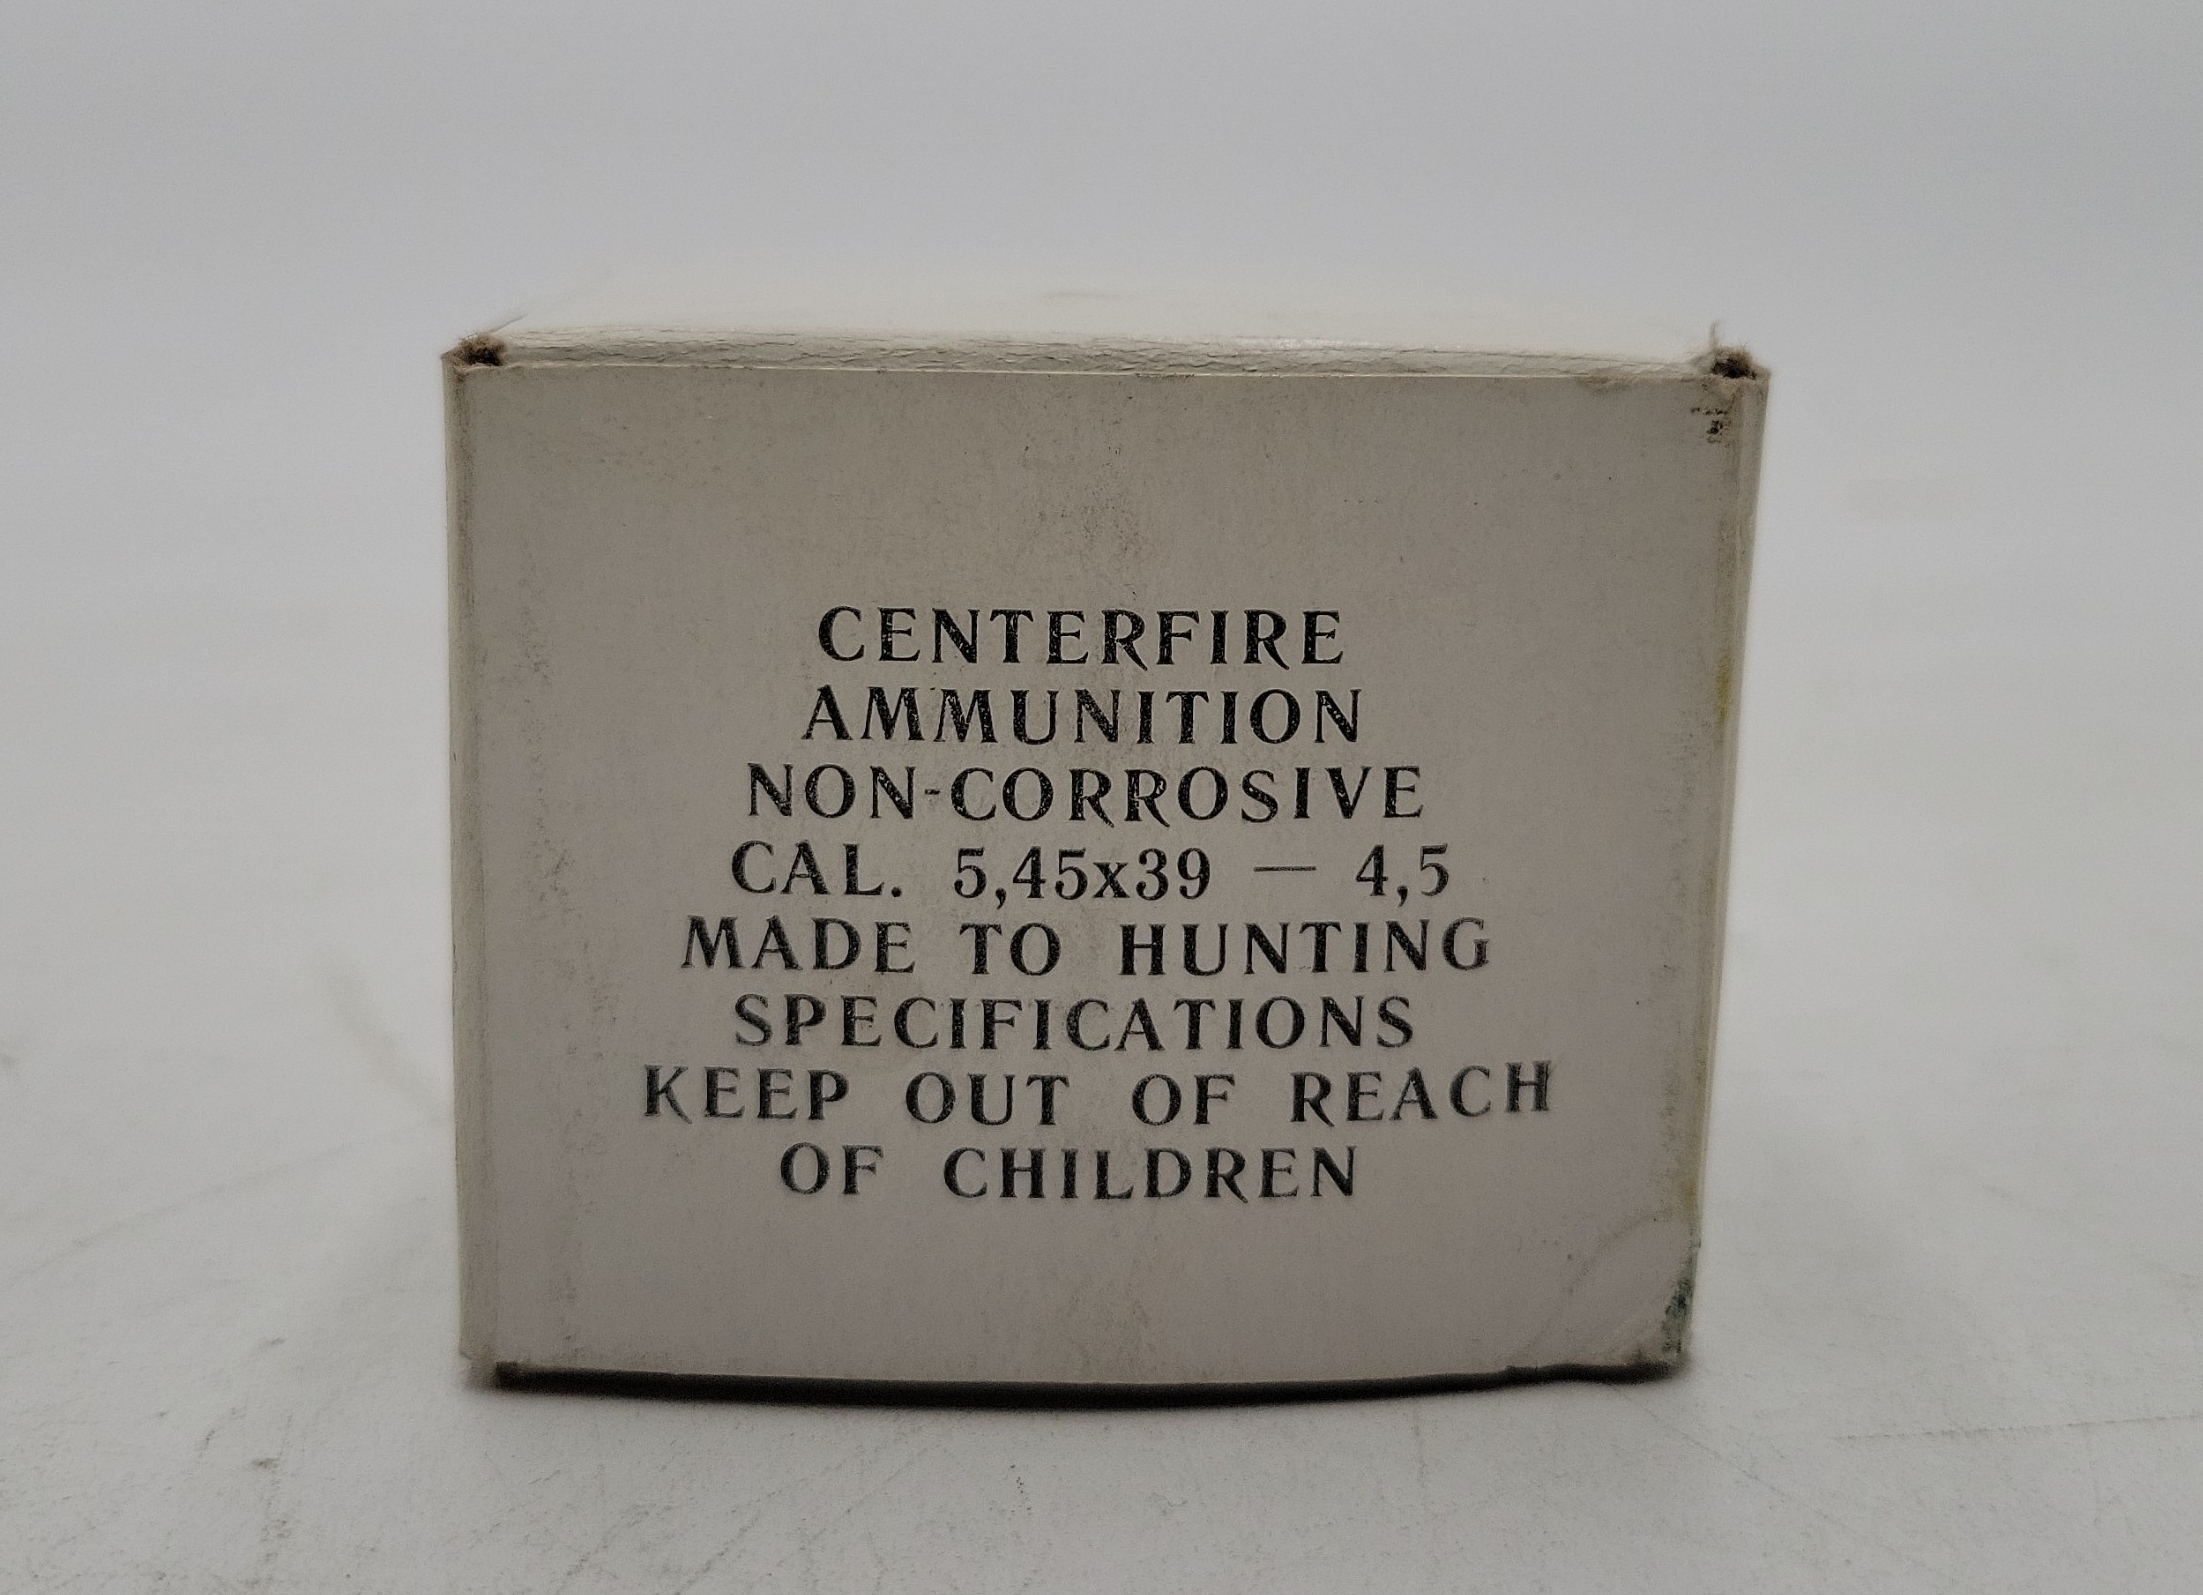 CENTERFIRE
AMMUNITION
NON-CORROSIVE
CAL. 5,45x39 — 4,5
MADE TO HUNTING
SPECIFICATIONS
KEEP OUT OF REACH
OF CHILDREN